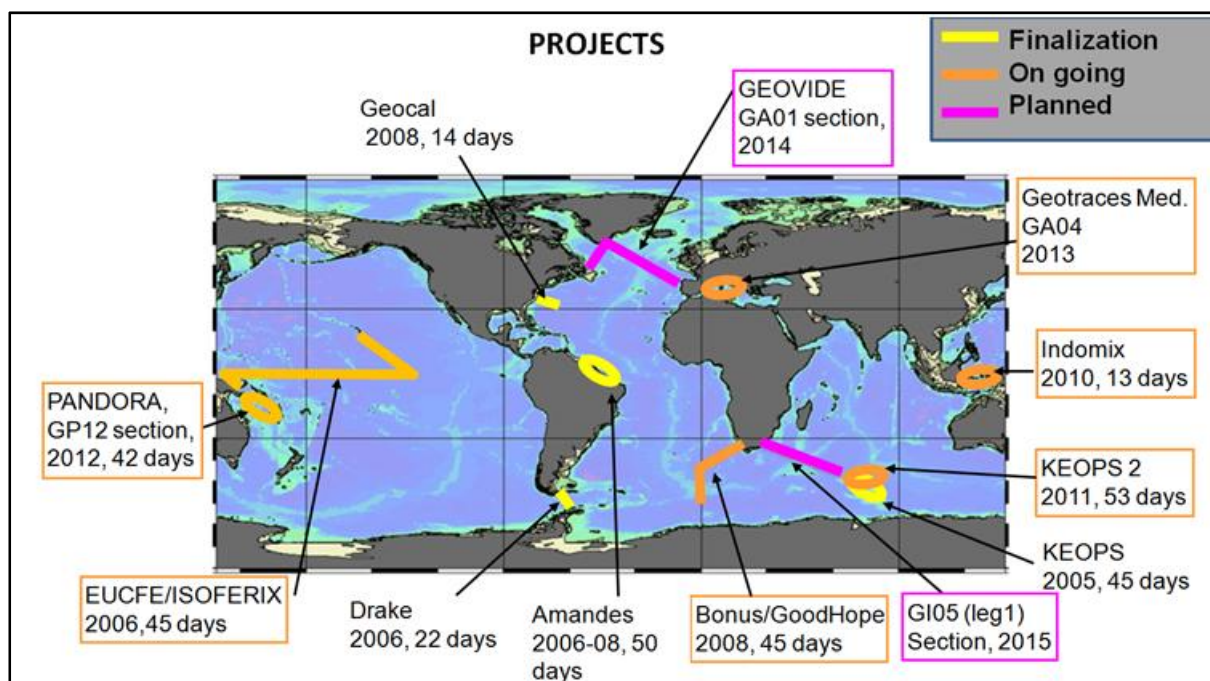 PROJECTS
Finalization
On going
Planned
Geocal
2008, 14 days
GEOVIDE
GA01 section,
2014
Geotraces Med.
GA04
2013
Indomix
2010, 13 days
PANDORA,
GP12 section,
2012, 42 days
KEOPS 2
2011, 53 days
KEOPS
2005, 45 days
EUCFE/ISOFERIX
2006,45 days
Drake
2006, 22 days
Amandes
2006-08, 50
days
Bonus/GoodHope
2008, 45 days
GI05 (leg1)
Section, 2015